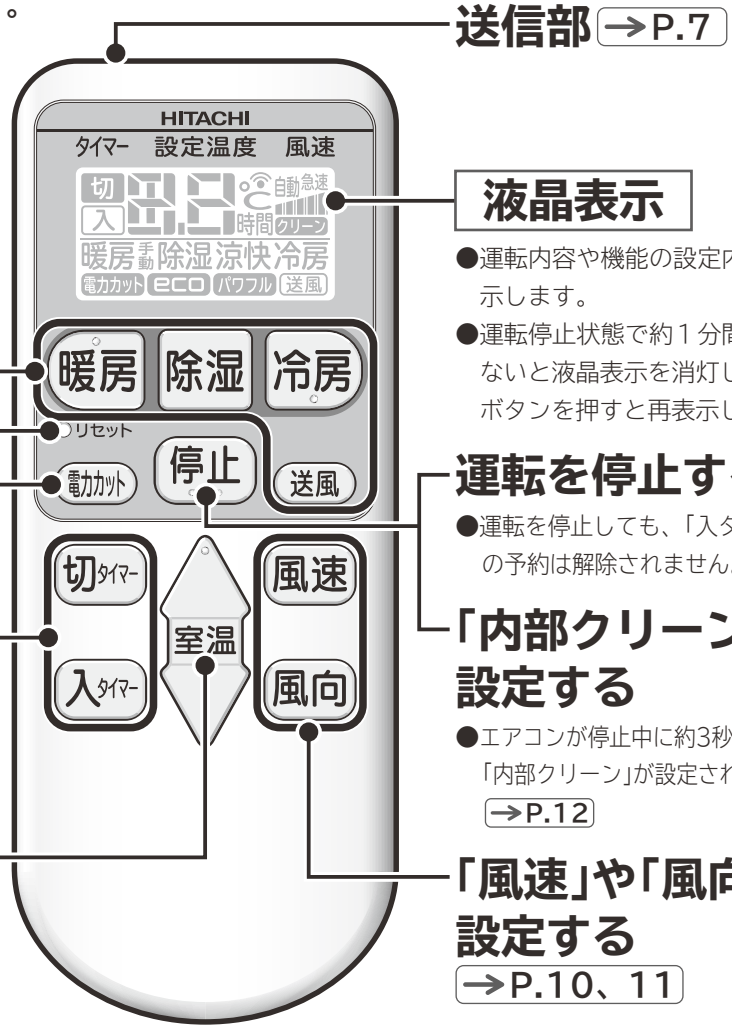 。
送信部 →P.7
HITACHI
タイマー 設定温度 風速
切 8.8 ℃ 自動 急速
入 時間 クリーン
暖房 手動 除湿 涼快 冷房
電力カット eco パワフル 送風
暖房 除湿 冷房
リセット
電力カット 停止 送風
切タイマー 風速
室温
入タイマー 風向
液晶表示
●運転内容や機能の設定内
示します。
●運転停止状態で約1分間
ないと液晶表示を消灯し
ボタンを押すと再表示し
運転を停止す
●運転を停止しても、「入タ
の予約は解除されません
「内部クリーン
設定する
●エアコンが停止中に約3秒
「内部クリーン」が設定され
→P.12
「風速」や「風向
設定する
→P.10、11